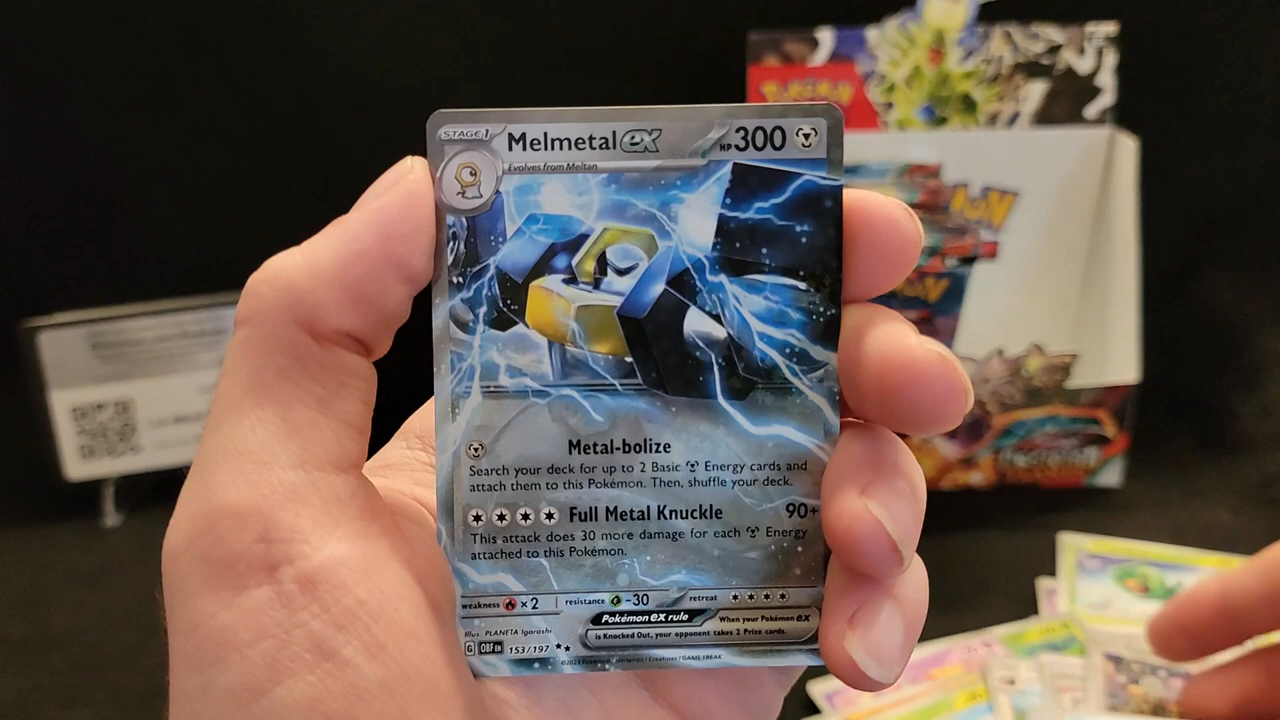 POKÉMON
STAGE 1
Melmetal ex
HP 300
Evolves from Meltan
Metal-bolize
Search your deck for up to 2 Basic Energy cards and
attach them to this Pokémon. Then, shuffle your deck.
Full Metal Knuckle 90+
This attack does 30 more damage for each Energy
attached to this Pokémon.
weakness ×2 resistance -30 retreat
Pokémon ex rule When your Pokémon ex
is Knocked Out, your opponent takes 2 Prize cards.
Illus. PLANETA Igarashi
G OBF EN 153/197
©2023 Pokémon / Nintendo / Creatures / GAME FREAK